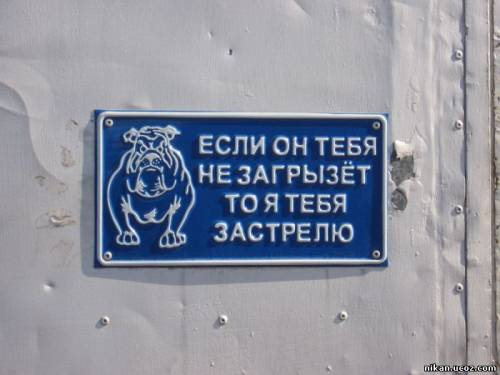 ЕСЛИ ОН ТЕБЯ
НЕ ЗАГРЫЗЁТ
ТО Я ТЕБЯ
ЗАСТРЕЛЮ
nikan.ucoz.com